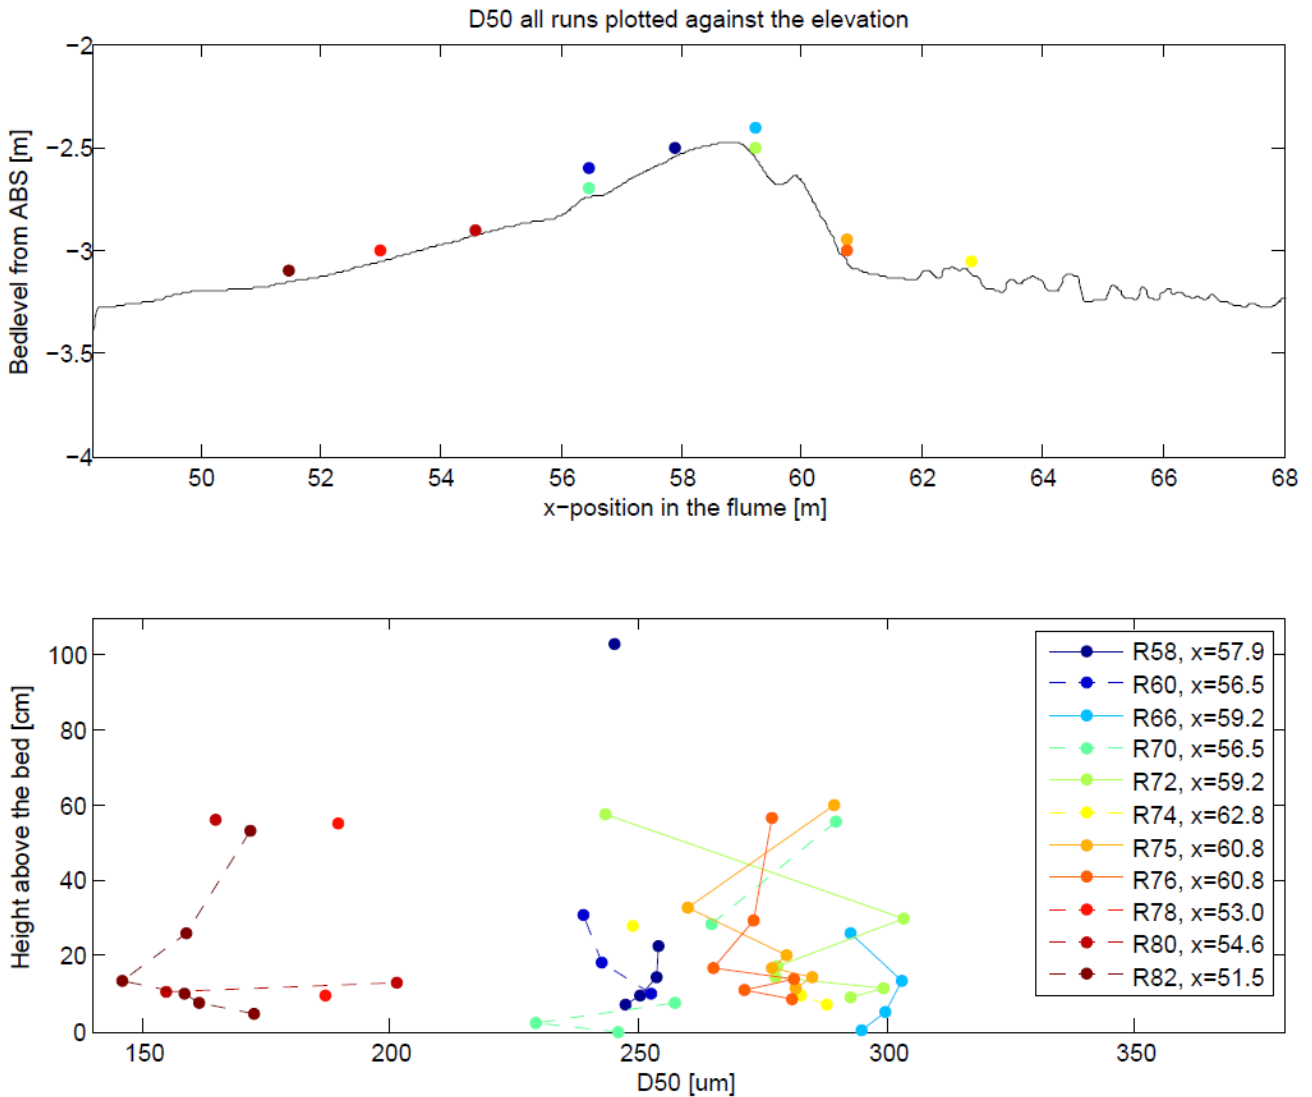 D50 all runs plotted against the elevation
−2
−2.5
−3
−3.5
−4
Bedlevel from ABS [m]
50 52 54 56 58 60 62 64 66 68
x−position in the flume [m]
100
80
60
40
20
0
Height above the bed [cm]
R58, x=57.9
R60, x=56.5
R66, x=59.2
R70, x=56.5
R72, x=59.2
R74, x=62.8
R75, x=60.8
R76, x=60.8
R78, x=53.0
R80, x=54.6
R82, x=51.5
150 200 250 300 350
D50 [um]